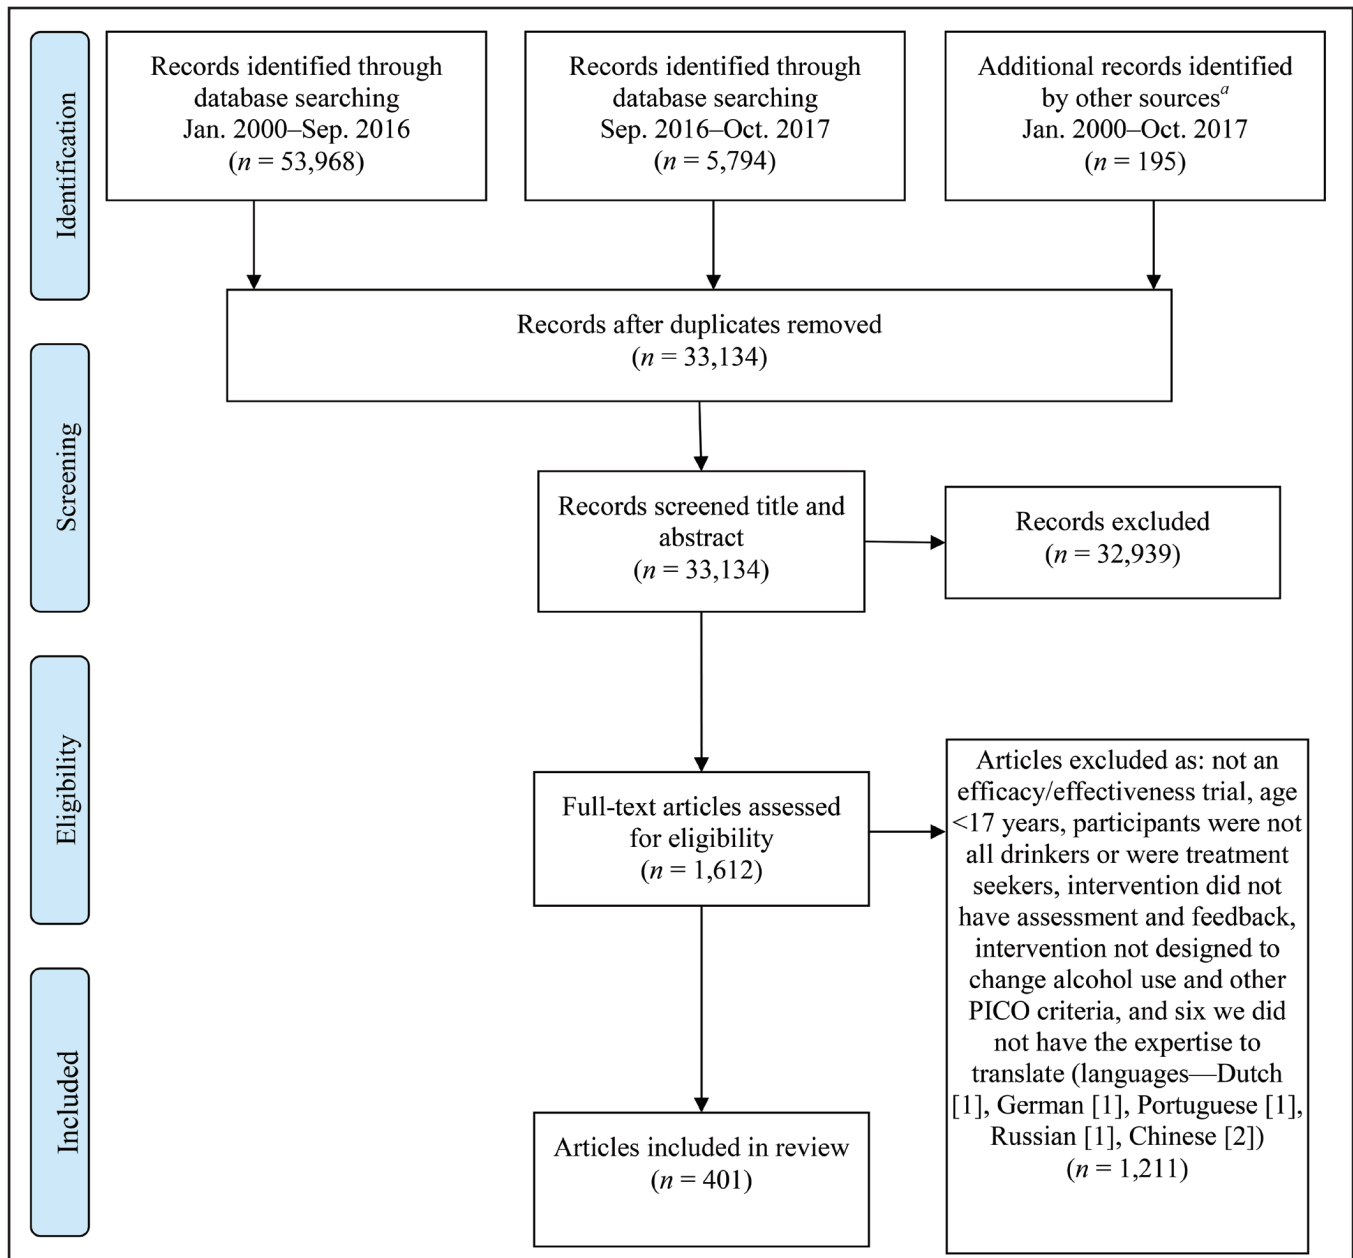 Identification
Records identified through
database searching
Jan. 2000–Sep. 2016
(n = 53,968)
Records identified through
database searching
Sep. 2016–Oct. 2017
(n = 5,794)
Additional records identified
by other sourcesa
Jan. 2000–Oct. 2017
(n = 195)
Records after duplicates removed
(n = 33,134)
Screening
Records screened title and
abstract
(n = 33,134)
Records excluded
(n = 32,939)
Eligibility
Full-text articles assessed
for eligibility
(n = 1,612)
Articles excluded as: not an
efficacy/effectiveness trial, age
<17 years, participants were not
all drinkers or were treatment
seekers, intervention did not
have assessment and feedback,
intervention not designed to
change alcohol use and other
PICO criteria, and six we did
not have the expertise to
translate (languages—Dutch
[1], German [1], Portuguese [1],
Russian [1], Chinese [2])
(n = 1,211)
Included
Articles included in review
(n = 401)